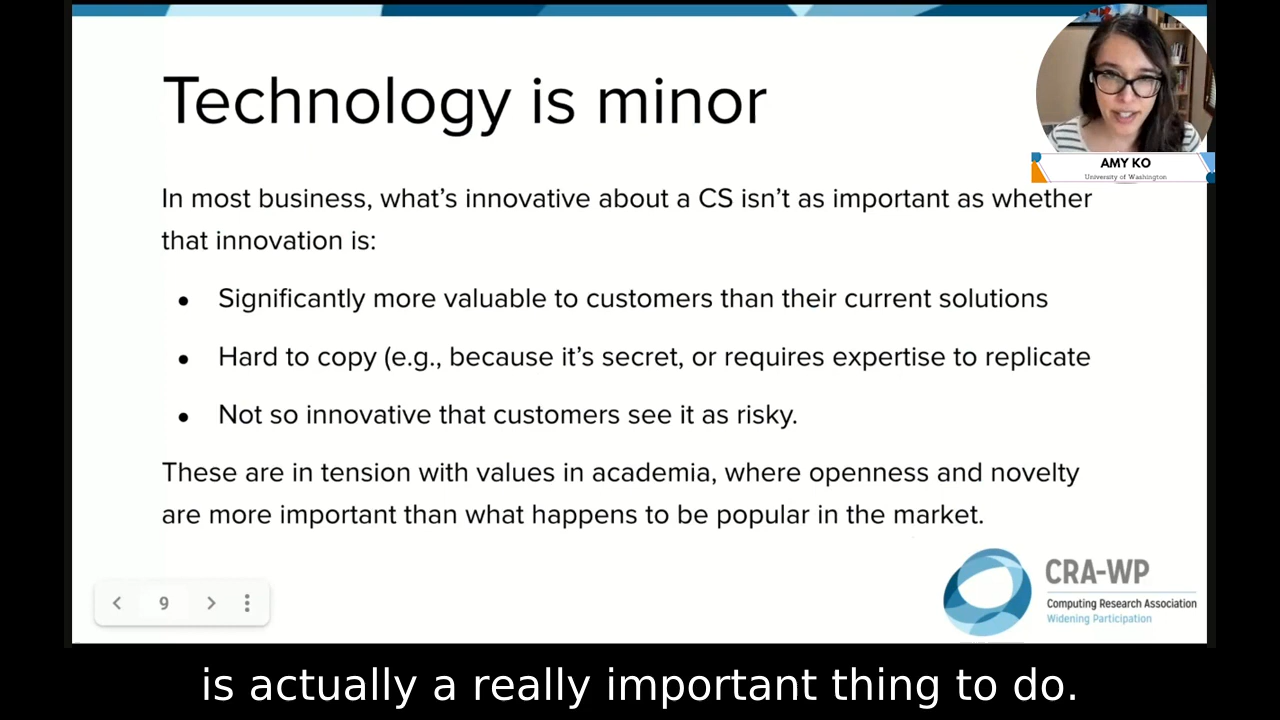 Technology is minor
AMY KO
University of Washington
In most business, what's innovative about a CS isn't as important as whether
that innovation is:
● Significantly more valuable to customers than their current solutions
● Hard to copy (e.g., because it's secret, or requires expertise to replicate
● Not so innovative that customers see it as risky.
These are in tension with values in academia, where openness and novelty
are more important than what happens to be popular in the market.
9
CRA-WP
Computing Research Association
Widening Participation
is actually a really important thing to do.